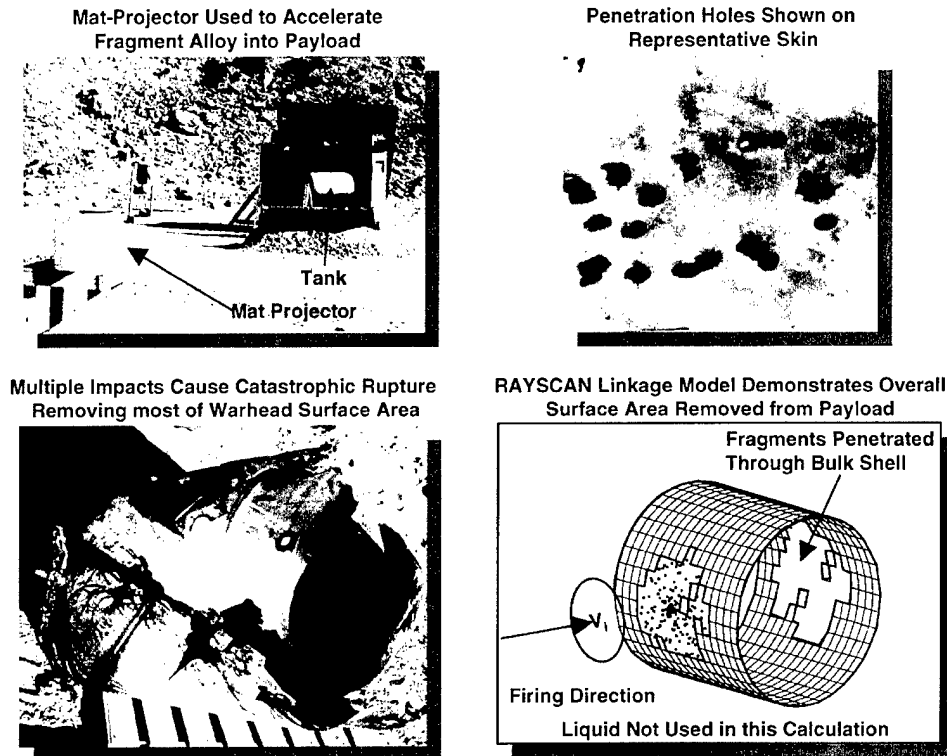 Mat-Projector Used to Accelerate
Fragment Alloy into Payload
Tank
Mat Projector
Penetration Holes Shown on
Representative Skin
Multiple Impacts Cause Catastrophic Rupture
Removing most of Warhead Surface Area
RAYSCAN Linkage Model Demonstrates Overall
Surface Area Removed from Payload
Fragments Penetrated
Through Bulk Shell
V₁
Firing Direction
Liquid Not Used in this Calculation